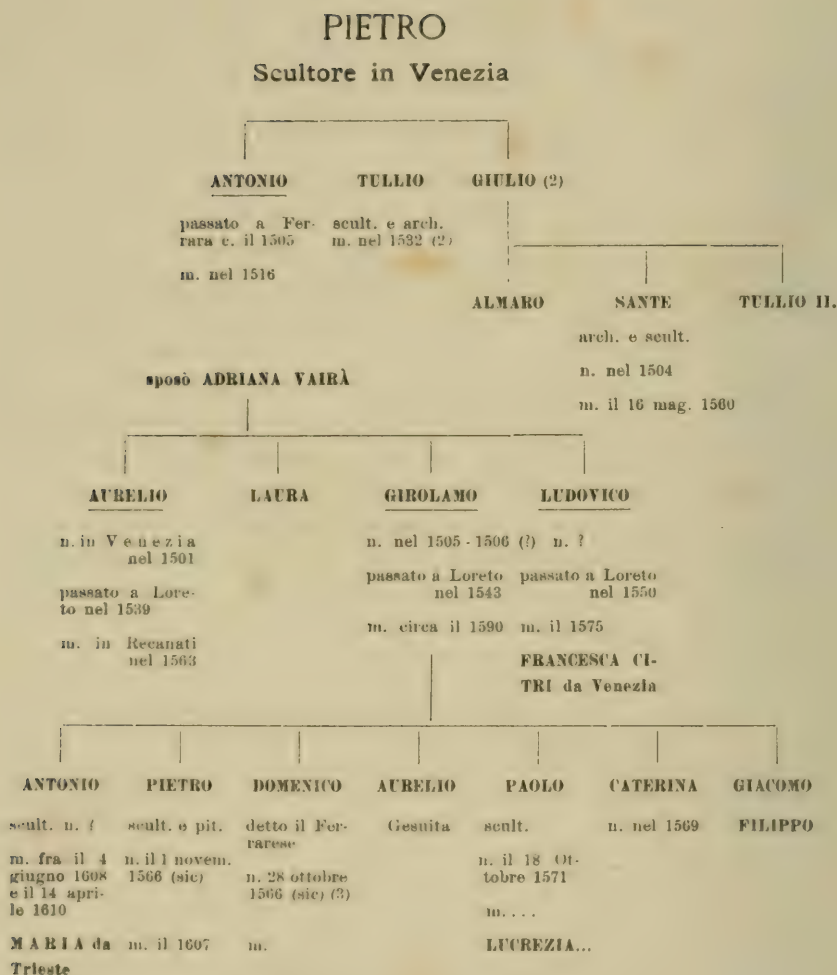 PIETRO
Scultore in Venezia
ANTONIO
passato a Fer-
rara c. il 1505
m. nel 1516
TULLIO
scult. e arch.
m. nel 1532 (2)
GIULIO (2)
ALMARO
SANTE
arch. e scult.
n. nel 1504
m. il 16 mag. 1560
TULLIO II.
sposò ADRIANA VAIRÀ
AURELIO
n. in Venezia
nel 1501
passato a Lore-
to nel 1539
m. in Recanati
nel 1563
LAURA
GIROLAMO
n. nel 1505-1506 (?)
passato a Loreto
nel 1543
m. circa il 1590
LUDOVICO
n. ?
passato a Loreto
nel 1550
m. il 1575
FRANCESCA CI-
TRI da Venezia
ANTONIO
scult. n. ?
m. fra il 4
giugno 1608
e il 14 apri-
le 1610
MARIA da
Trieste
PIETRO
scult. e pit.
n. il 1 novem.
1566 (sic)
m. il 1607
DOMENICO
detto il Fer-
rarese
n. 28 ottobre
1566 (sic) (3)
m.
AURELIO
Gesuita
PAOLO
scult.
n. il 18 Ot-
tobre 1571
m....
LUCREZIA...
CATERINA
n. nel 1569
GIACOMO
FILIPPO